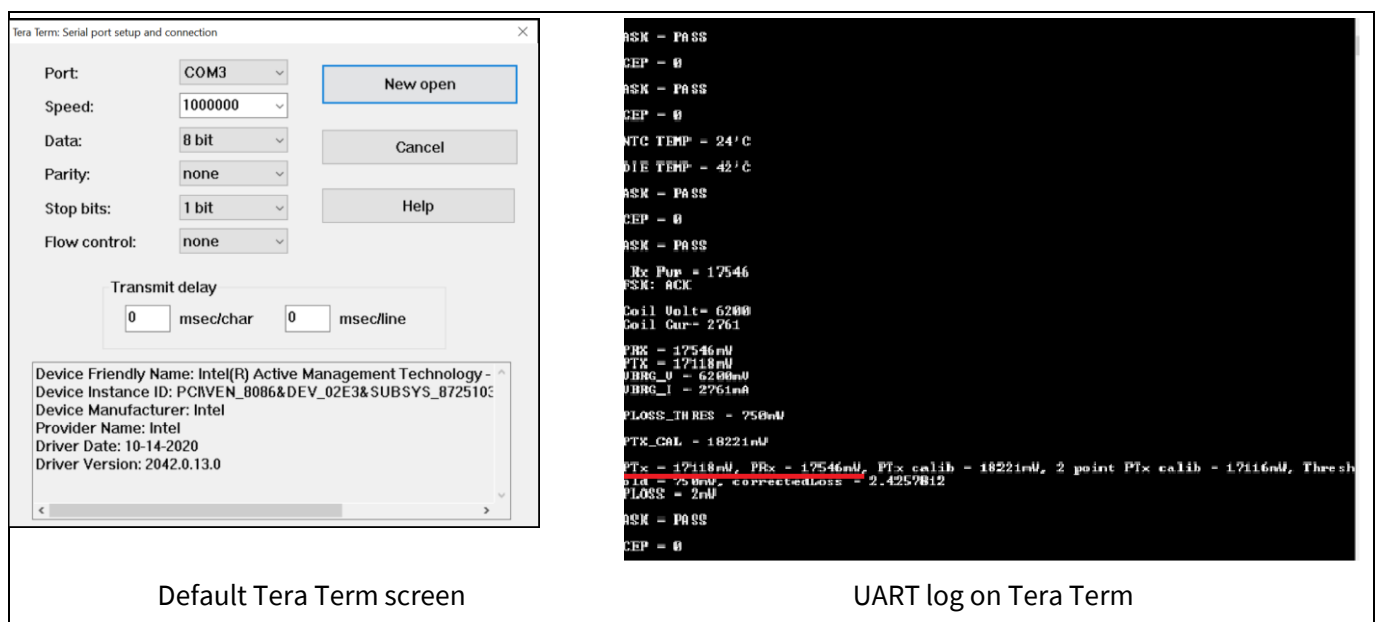 Tera Term: Serial port setup and connection
Port: COM3
New open
Speed: 1000000
Data: 8 bit
Cancel
Parity: none
Stop bits: 1 bit
Help
Flow control: none
Transmit delay
0 msec/char 0 msec/line
Device Friendly Name: Intel(R) Active Management Technology -
Device Instance ID: PCI\VEN_8086&DEV_02E3&SUBSYS_8725103
Device Manufacturer: Intel
Provider Name: Intel
Driver Date: 10-14-2020
Driver Version: 2042.0.13.0
Default Tera Term screen
ASK = PASS
CEP = 0
ASK = PASS
CEP = 0
NTC TEMP = 24'C
DIE TEMP = 42'C
ASK = PASS
CEP = 0
ASK = PASS
Rx Pwr = 17546
FSK: ACK
Coil Volt= 6200
Coil Cur= 2761
PRX = 17546mW
PTX = 17118mW
VBRG_V = 6200mV
VBRG_I = 2761mA
PLOSS_THRES = 750mW
PTX_CAL = 18221mW
PTx = 17118mW, PRx = 17546mW, PTx calib = 18221mW, 2 point PTx calib = 17116mW, Thresh
old = 750mW, correctedLoss = 2.4257812
PLOSS = 2mW
ASK = PASS
CEP = 0
UART log on Tera Term